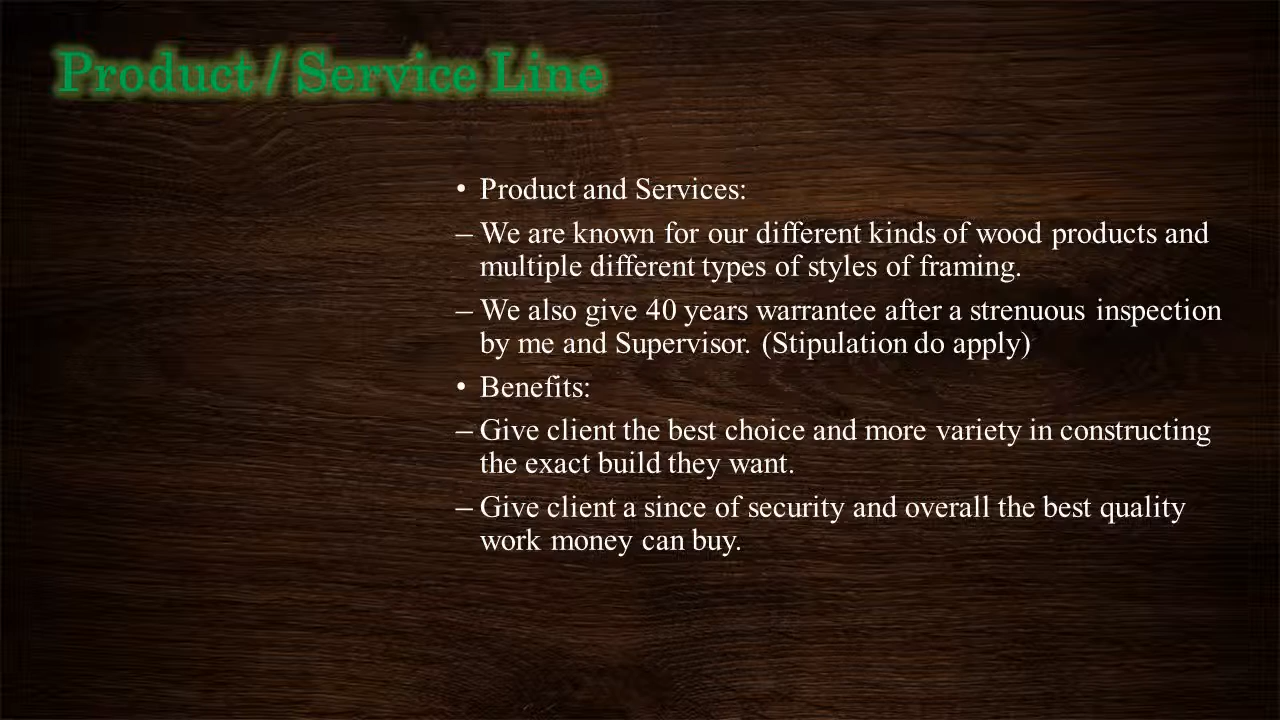 Product / Service Line
• Product and Services:
– We are known for our different kinds of wood products and
multiple different types of styles of framing.
– We also give 40 years warrantee after a strenuous inspection
by me and Supervisor. (Stipulation do apply)
• Benefits:
– Give client the best choice and more variety in constructing
the exact build they want.
– Give client a since of security and overall the best quality
work money can buy.